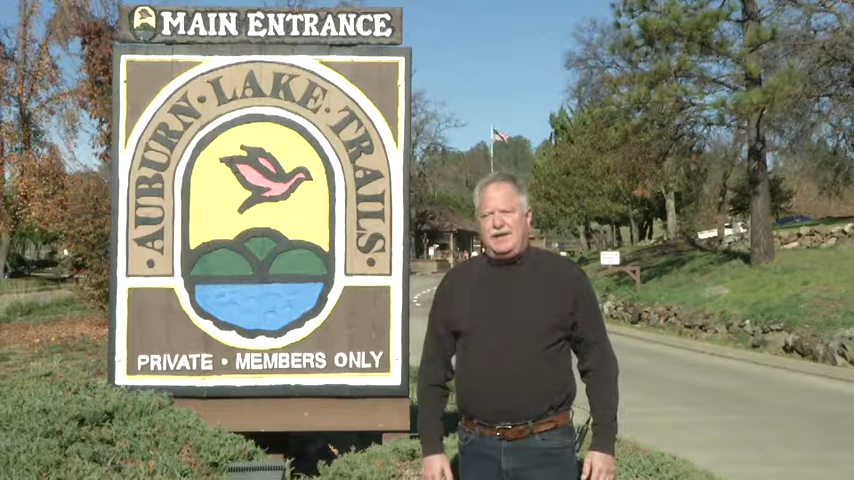 MAIN ENTRANCE
AUBURN · LAKE · TRAILS
PRIVATE · MEMBERS ONLY